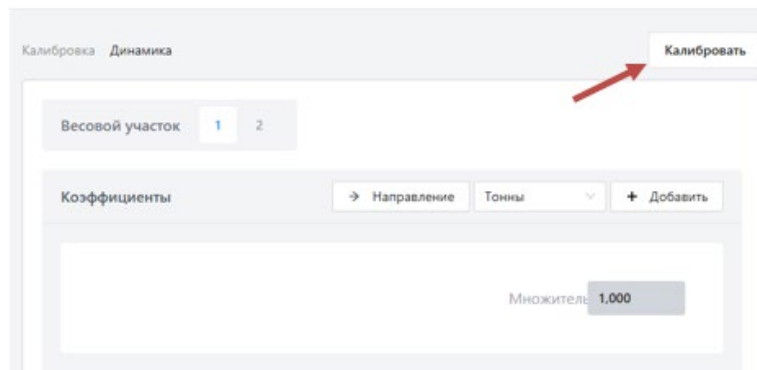 Калибровка Динамика Калибровать
Весовой участок 1 2
Коэффициенты → Направление Тонны + Добавить
Множитель 1,000